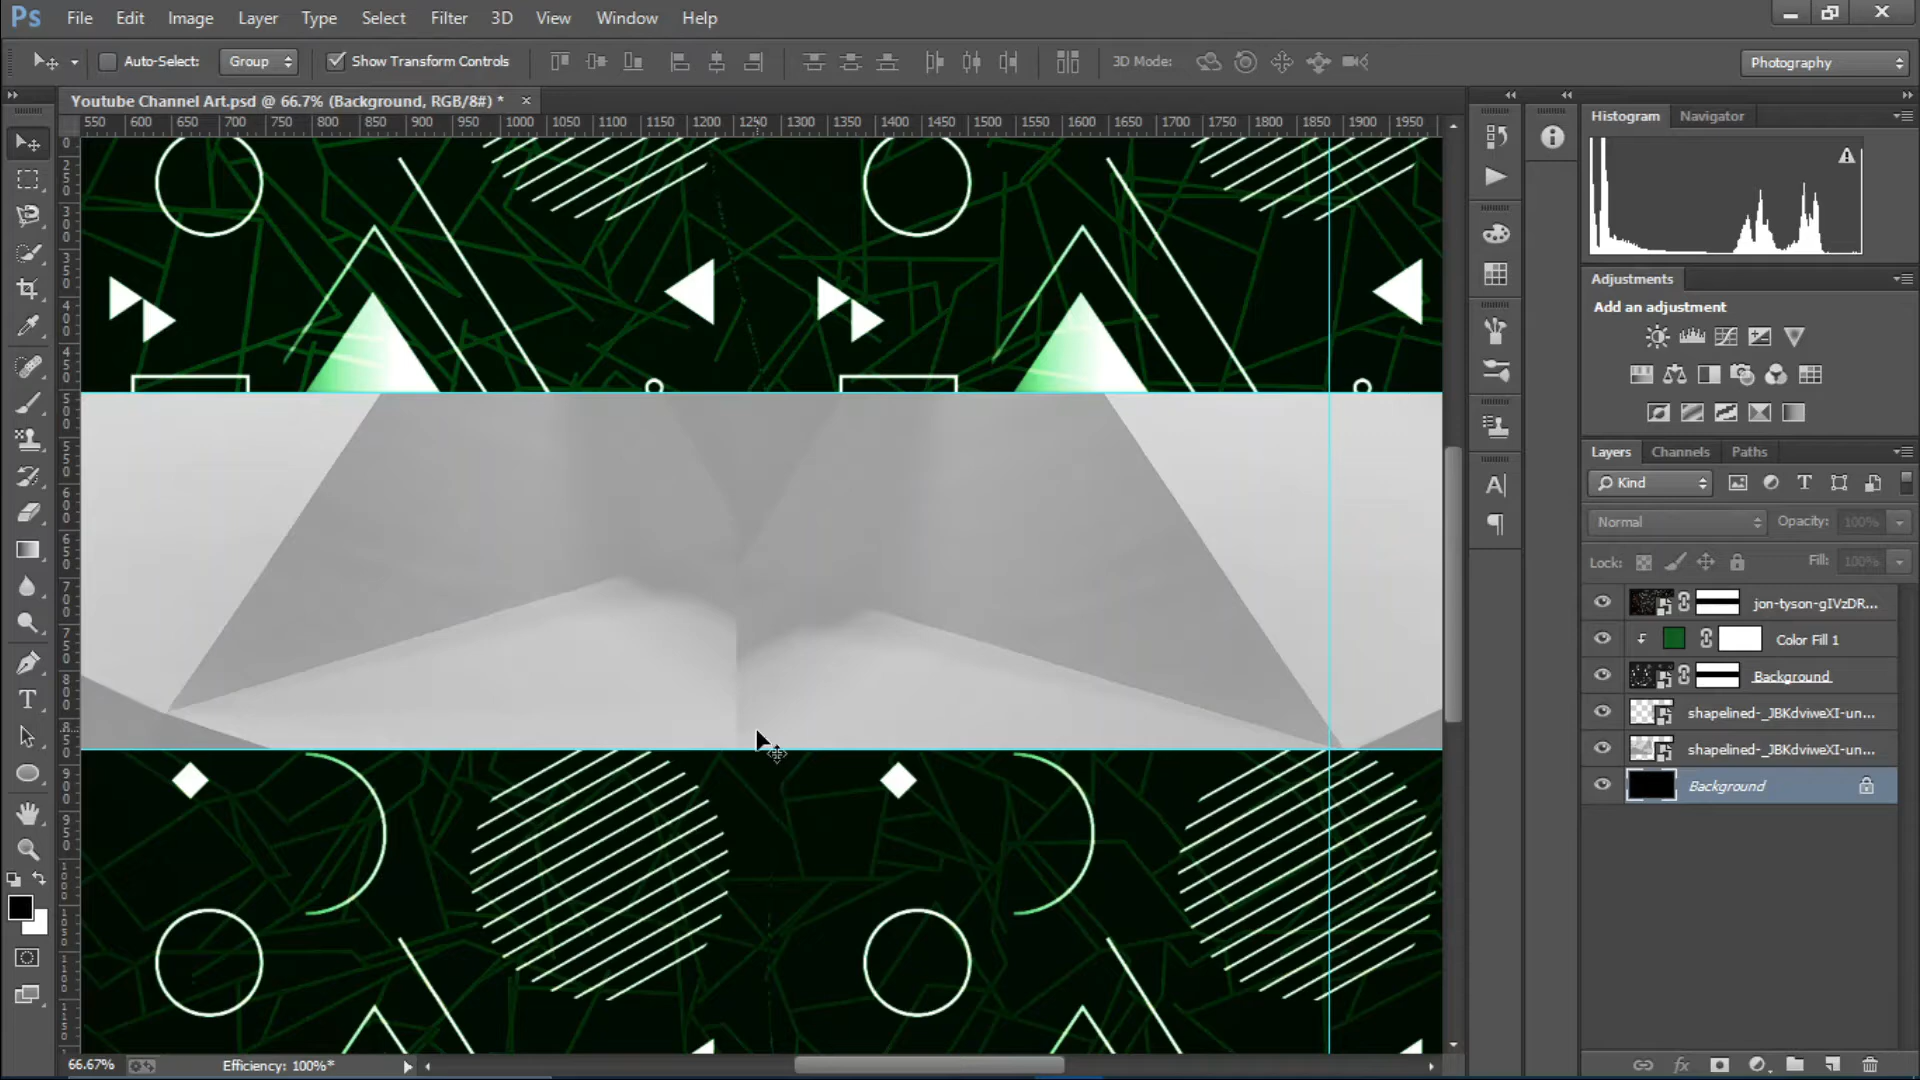 Ps File Edit Image Layer Type Select Filter 3D View Window Help
Auto-Select: Group Show Transform Controls 3D Mode: Photography
Youtube Channel Art.psd @ 66.7% (Background, RGB/8#) * ×
550 600 650 700 750 800 850 900 950 1000 1050 1100 1150 1200 1250 1300 1350 1400 1450 1500 1550 1600 1650 1700 1750 1800 1850 1900 1950
Histogram Navigator
Adjustments
Add an adjustment
Layers Channels Paths
Kind
Normal Opacity: 100%
Lock: Fill: 100%
jon-tyson-gIVzDR...
Color Fill 1
Background
shapelined-_JBKdviweXI-un...
shapelined-_JBKdviweXI-un...
Background
66.67% Efficiency: 100%*